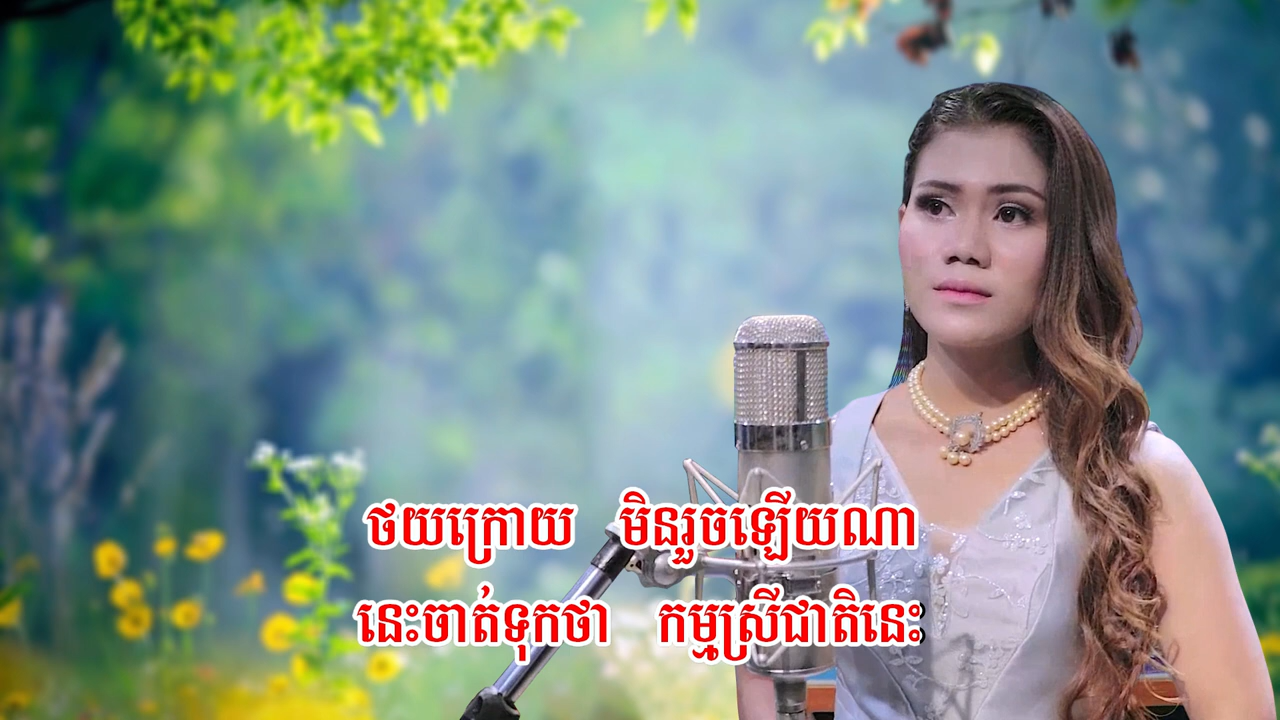 ថយក្រោយ មិនរួចឡើយណា
នេះចាត់ទុកថា កម្មស្រីជាតិនេះ